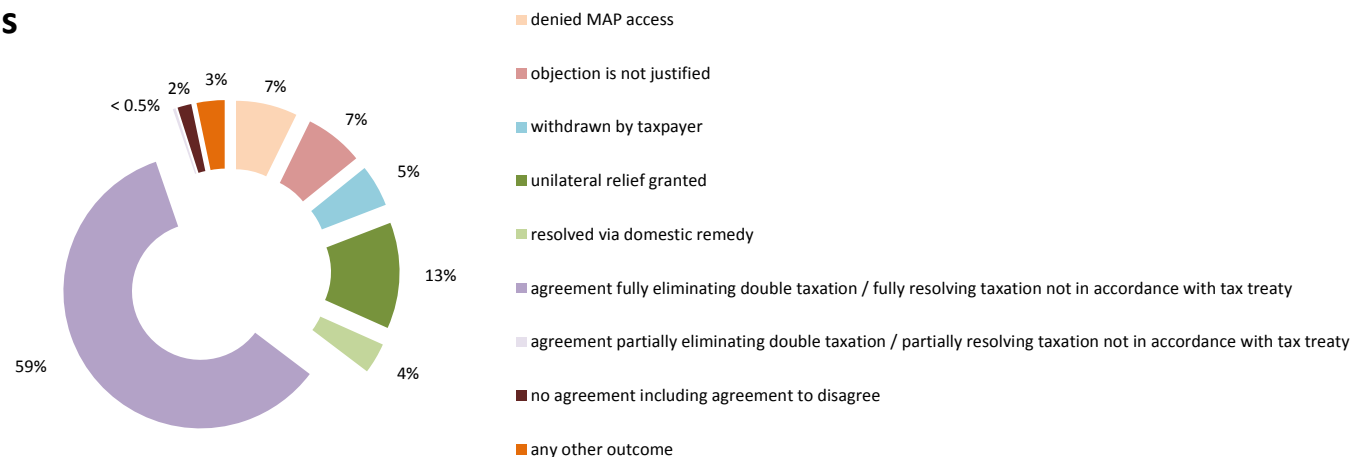 s
denied MAP access
objection is not justified
withdrawn by taxpayer
unilateral relief granted
resolved via domestic remedy
agreement fully eliminating double taxation / fully resolving taxation not in accordance with tax treaty
agreement partially eliminating double taxation / partially resolving taxation not in accordance with tax treaty
no agreement including agreement to disagree
any other outcome
7%
7%
5%
13%
4%
59%
< 0.5%
2%
3%